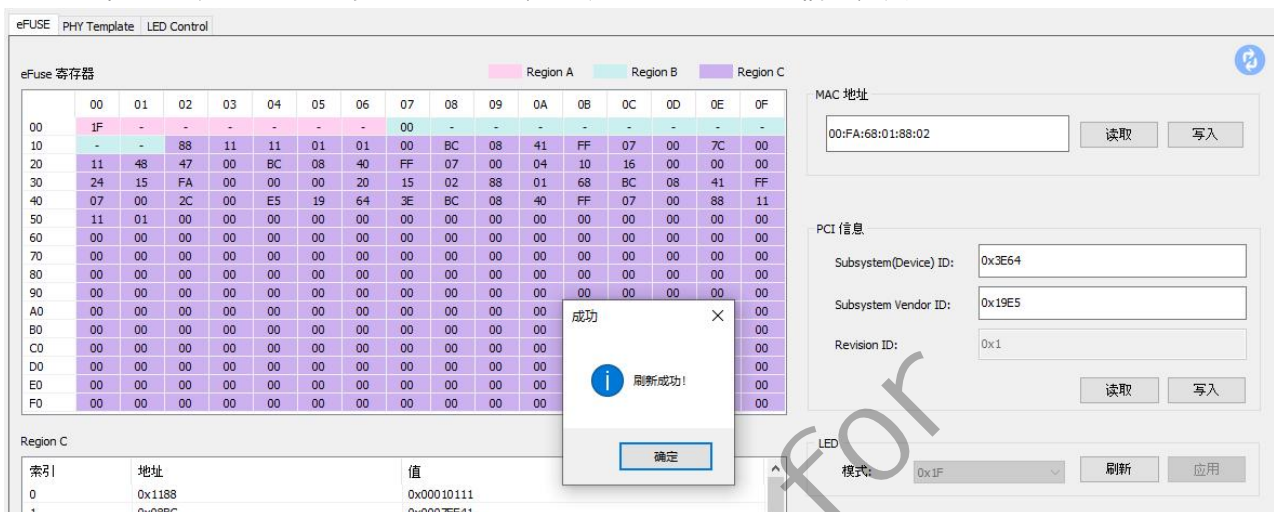 eFUSE PHY Template LED Control
eFuse 寄存器 Region A Region B Region C
00 01 02 03 04 05 06 07 08 09 0A 0B 0C 0D 0E 0F
00 1F - - - - - - 00 - - - - - - - -
10 - - 88 11 11 01 01 00 BC 08 41 FF 07 00 7C 00
20 11 48 47 00 BC 08 40 FF 07 00 04 10 16 00 00 00
30 24 15 FA 00 00 00 20 15 02 88 01 68 BC 08 41 FF
40 07 00 2C 00 E5 19 64 3E BC 08 40 FF 07 00 88 11
50 11 01 00 00 00 00 00 00 00 00 00 00 00 00 00 00
60 00 00 00 00 00 00 00 00 00 00 00 00 00 00 00 00
70 00 00 00 00 00 00 00 00 00 00 00 00 00 00 00 00
80 00 00 00 00 00 00 00 00 00 00 00 00 00 00 00 00
90 00 00 00 00 00 00 00 00 00 00 00 00 00 00 00 00
A0 00 00 00 00 00 00 00 00 00 00 00 00
B0 00 00 00 00 00 00 00 00 00 00 00 00
C0 00 00 00 00 00 00 00 00 00 00 00 00
D0 00 00 00 00 00 00 00 00 00 00 00 00
E0 00 00 00 00 00 00 00 00 00 00 00 00
F0 00 00 00 00 00 00 00 00 00 00 00 00
成功
刷新成功!
确定
Region C
索引 地址 值
0 0x1188 0x00010111
1 0x08BC 0x0007FF41
MAC 地址
00:FA:68:01:88:02 读取 写入
PCI 信息
Subsystem(Device) ID: 0x3E64
Subsystem Vendor ID: 0x19E5
Revision ID: 0x1
读取 写入
LED
模式: 0x1F 刷新 应用
for